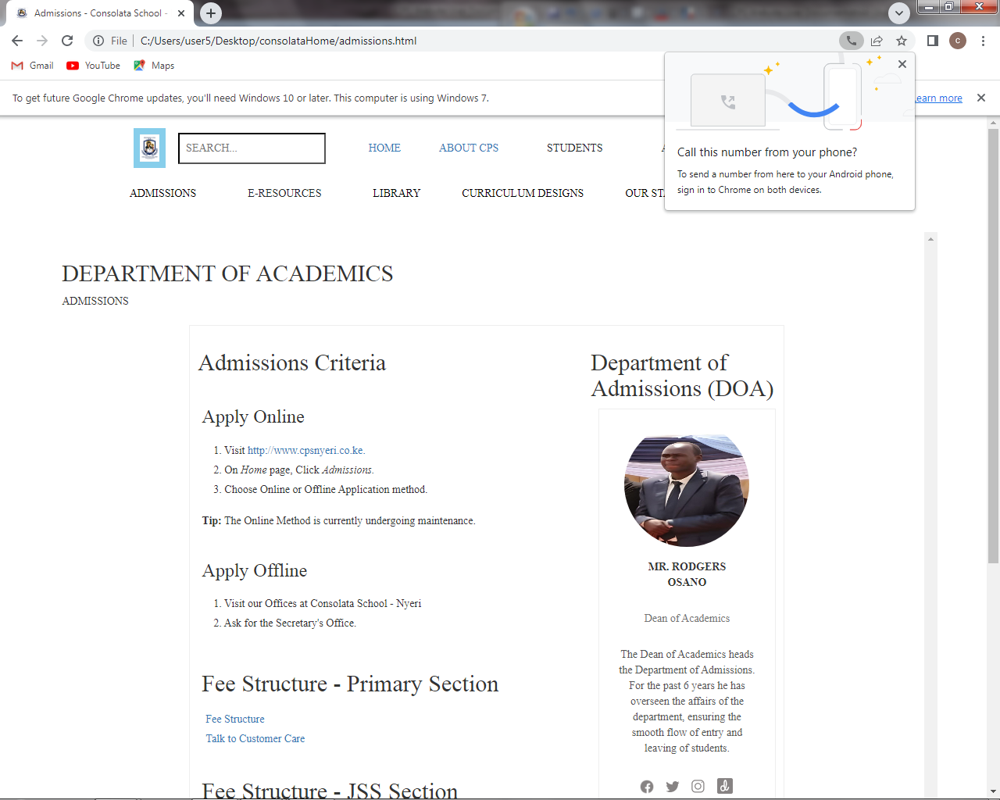 Admissions - Consolata School -
File
C:/Users/user5/Desktop/consolataHome/admissions.html
C
Gmail
YouTube
Maps
To get future Google Chrome updates, you'll need Windows 10 or later. This computer is using Windows 7.
earn more
Call this number from your phone?
To send a number from here to your Android phone,
sign in to Chrome on both devices.
SEARCH...
HOME
ABOUT CPS
STUDENTS
ADMISSIONS
E-RESOURCES
LIBRARY
CURRICULUM DESIGNS
OUR STA
DEPARTMENT OF ACADEMICS
ADMISSIONS
Admissions Criteria
Apply Online
1. Visit http://www.cpsnyeri.co.ke.
2. On Home page, Click Admissions.
3. Choose Online or Offline Application method.
Tip: The Online Method is currently undergoing maintenance.
Apply Offline
1. Visit our Offices at Consolata School - Nyeri
2. Ask for the Secretary's Office.
Fee Structure - Primary Section
Fee Structure
Talk to Customer Care
Fee Structure - JSS Section
Department of
Admissions (DOA)
MR. RODGERS
OSANO
Dean of Academics
The Dean of Academics heads
the Department of Admissions.
For the past 6 years he has
overseen the affairs of the
department, ensuring the
smooth flow of entry and
leaving of students.